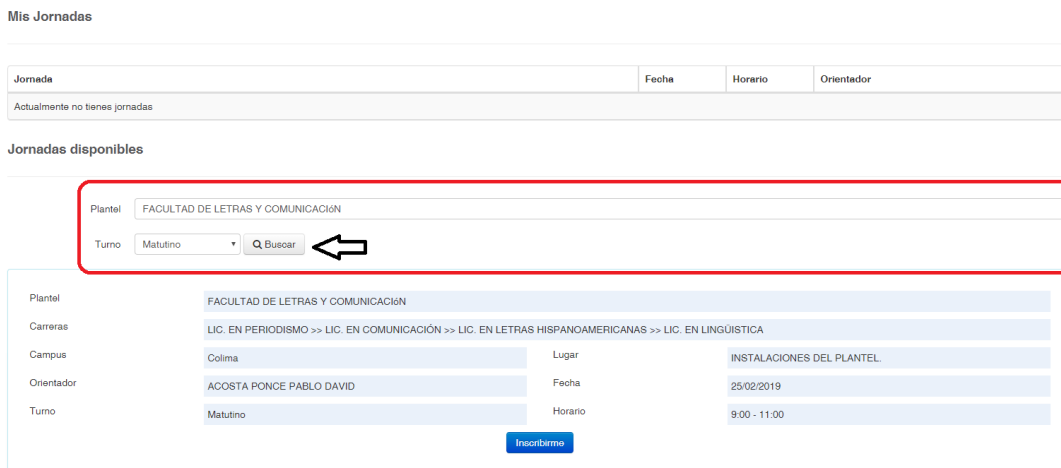 Mis Jornadas
Jornada Fecha Horario Orientador
Actualmente no tienes jornadas
Jornadas disponibles
Plantel FACULTAD DE LETRAS Y COMUNICACIóN
Turno Matutino Buscar
Plantel FACULTAD DE LETRAS Y COMUNICACIóN
Carreras LIC. EN PERIODISMO >> LIC. EN COMUNICACIÓN >> LIC. EN LETRAS HISPANOAMERICANAS >> LIC. EN LINGÜISTICA
Campus Colima Lugar INSTALACIONES DEL PLANTEL.
Orientador ACOSTA PONCE PABLO DAVID Fecha 25/02/2019
Turno Matutino Horario 9:00 - 11:00
Inscribirme